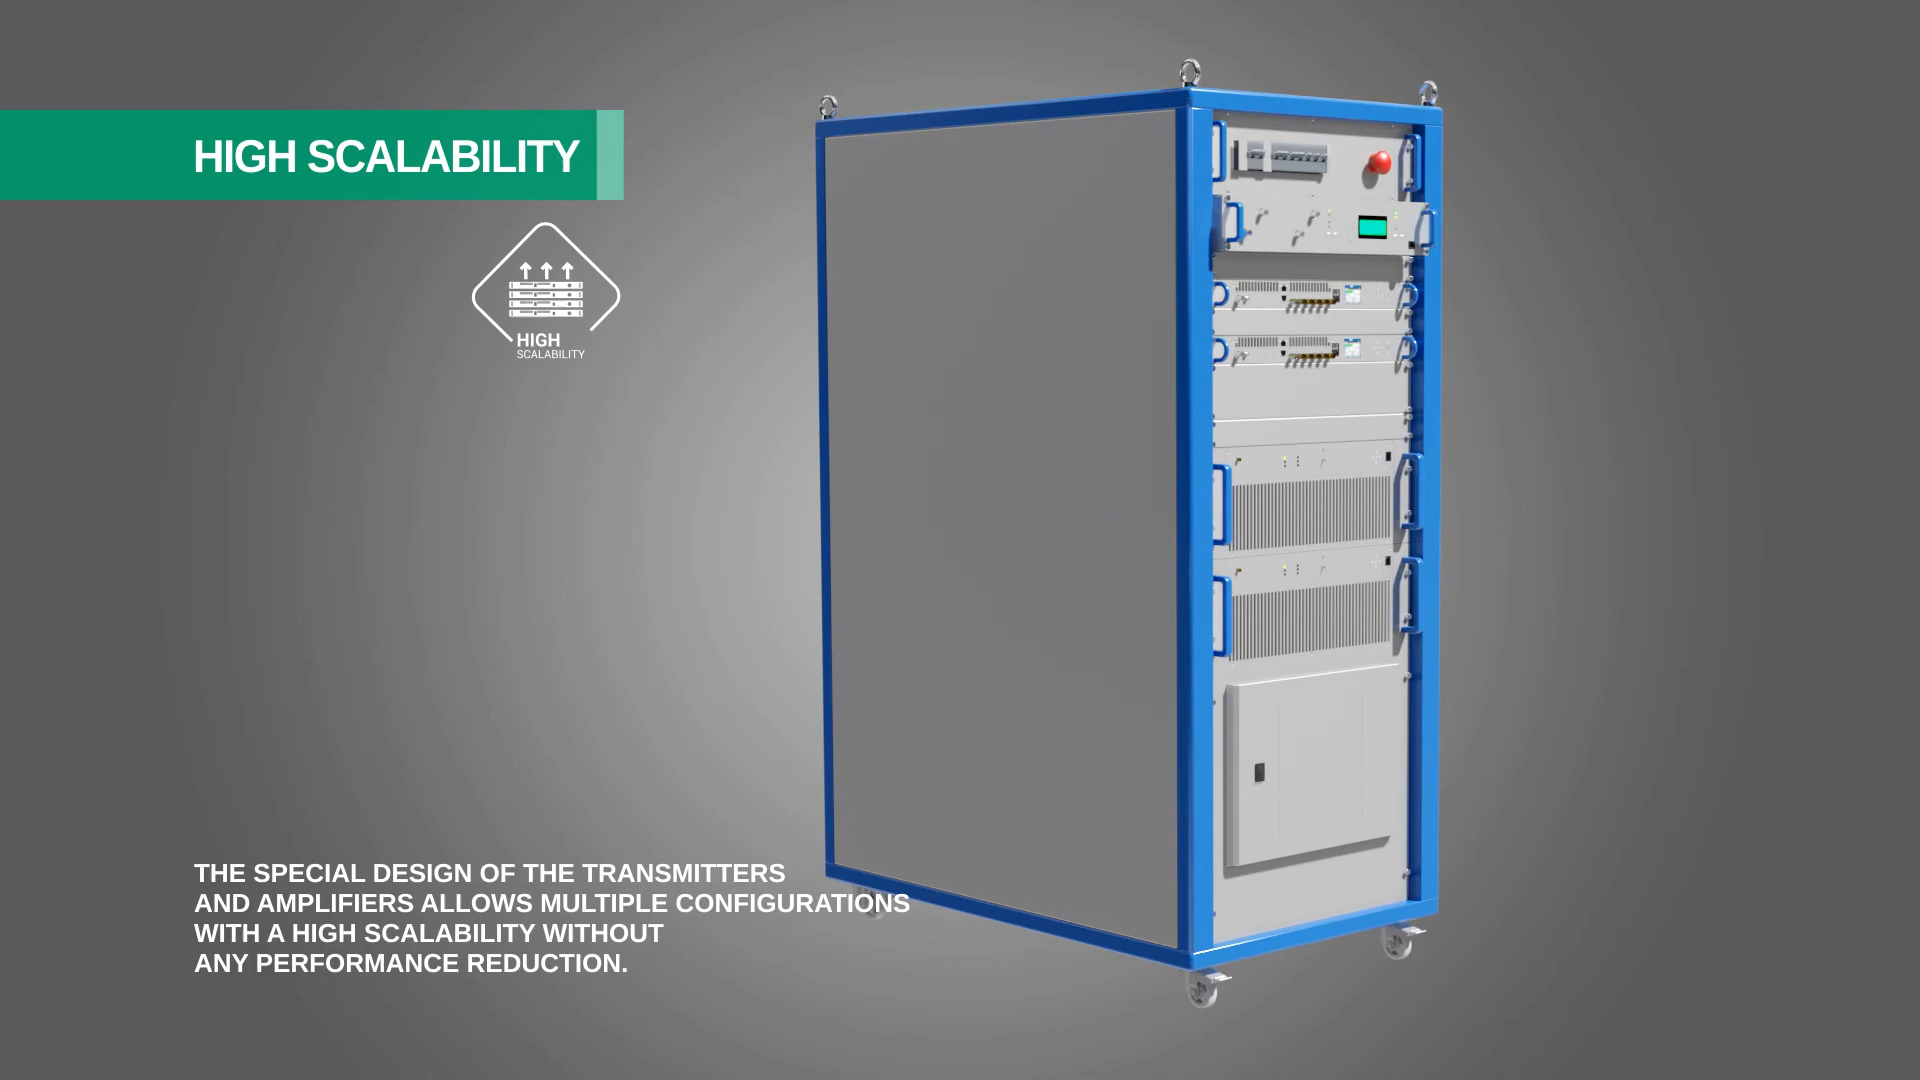 HIGH SCALABILITY
HIGH
SCALABILITY
THE SPECIAL DESIGN OF THE TRANSMITTERS
AND AMPLIFIERS ALLOWS MULTIPLE CONFIGURATIONS
WITH A HIGH SCALABILITY WITHOUT
ANY PERFORMANCE REDUCTION.